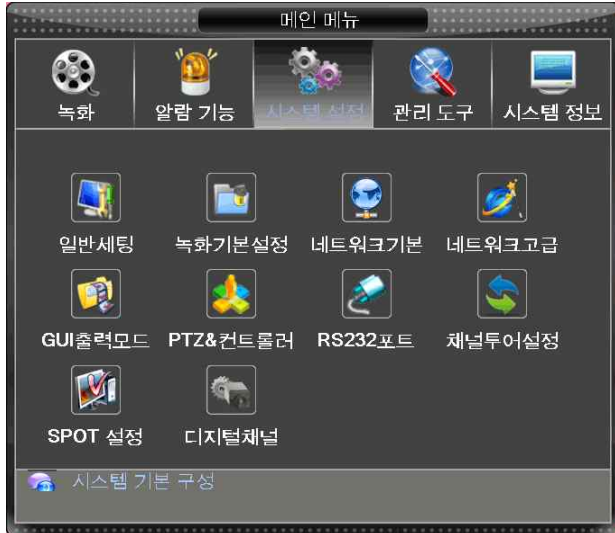 메인 메뉴
녹화 알람 기능 시스템 설정 관리 도구 시스템 정보
일반세팅 녹화기본설정 네트워크기본 네트워크고급
GUI출력모드 PTZ&컨트롤러 RS232포트 채널투어설정
SPOT 설정 디지털채널
시스템 기본 구성